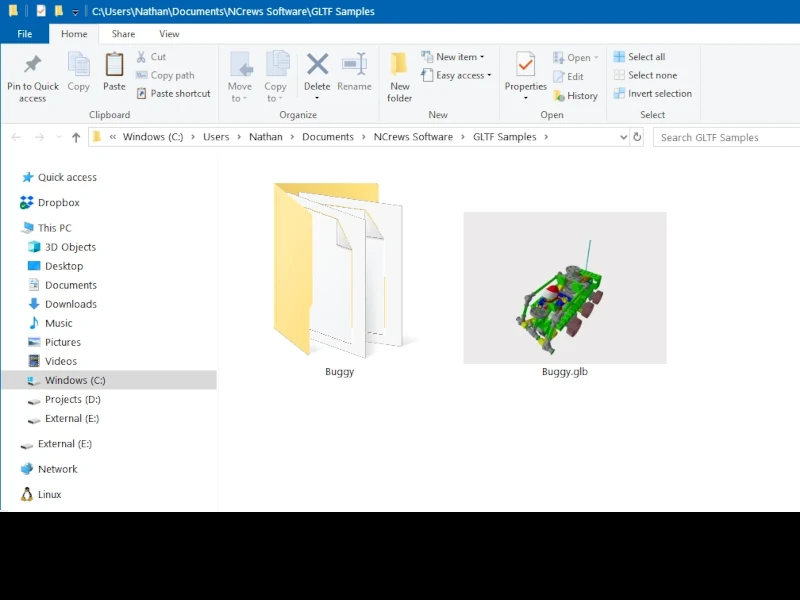 C:\Users\Nathan\Documents\NCrews Software\GLTF Samples
File Home Share View
Pin to Quick access
Copy
Paste
Cut
Copy path
Paste shortcut
Clipboard
Move to
Copy to
Delete
Rename
Organize
New folder
New item
Easy access
New
Properties
Open
Edit
History
Open
Select all
Select none
Invert selection
Select
« Windows (C:) > Users > Nathan > Documents > NCrews Software > GLTF Samples >
Search GLTF Samples
Quick access
Dropbox
This PC
3D Objects
Desktop
Documents
Downloads
Music
Pictures
Videos
Windows (C:)
Projects (D:)
External (E:)
External (E:)
Network
Linux
Buggy
Buggy.glb